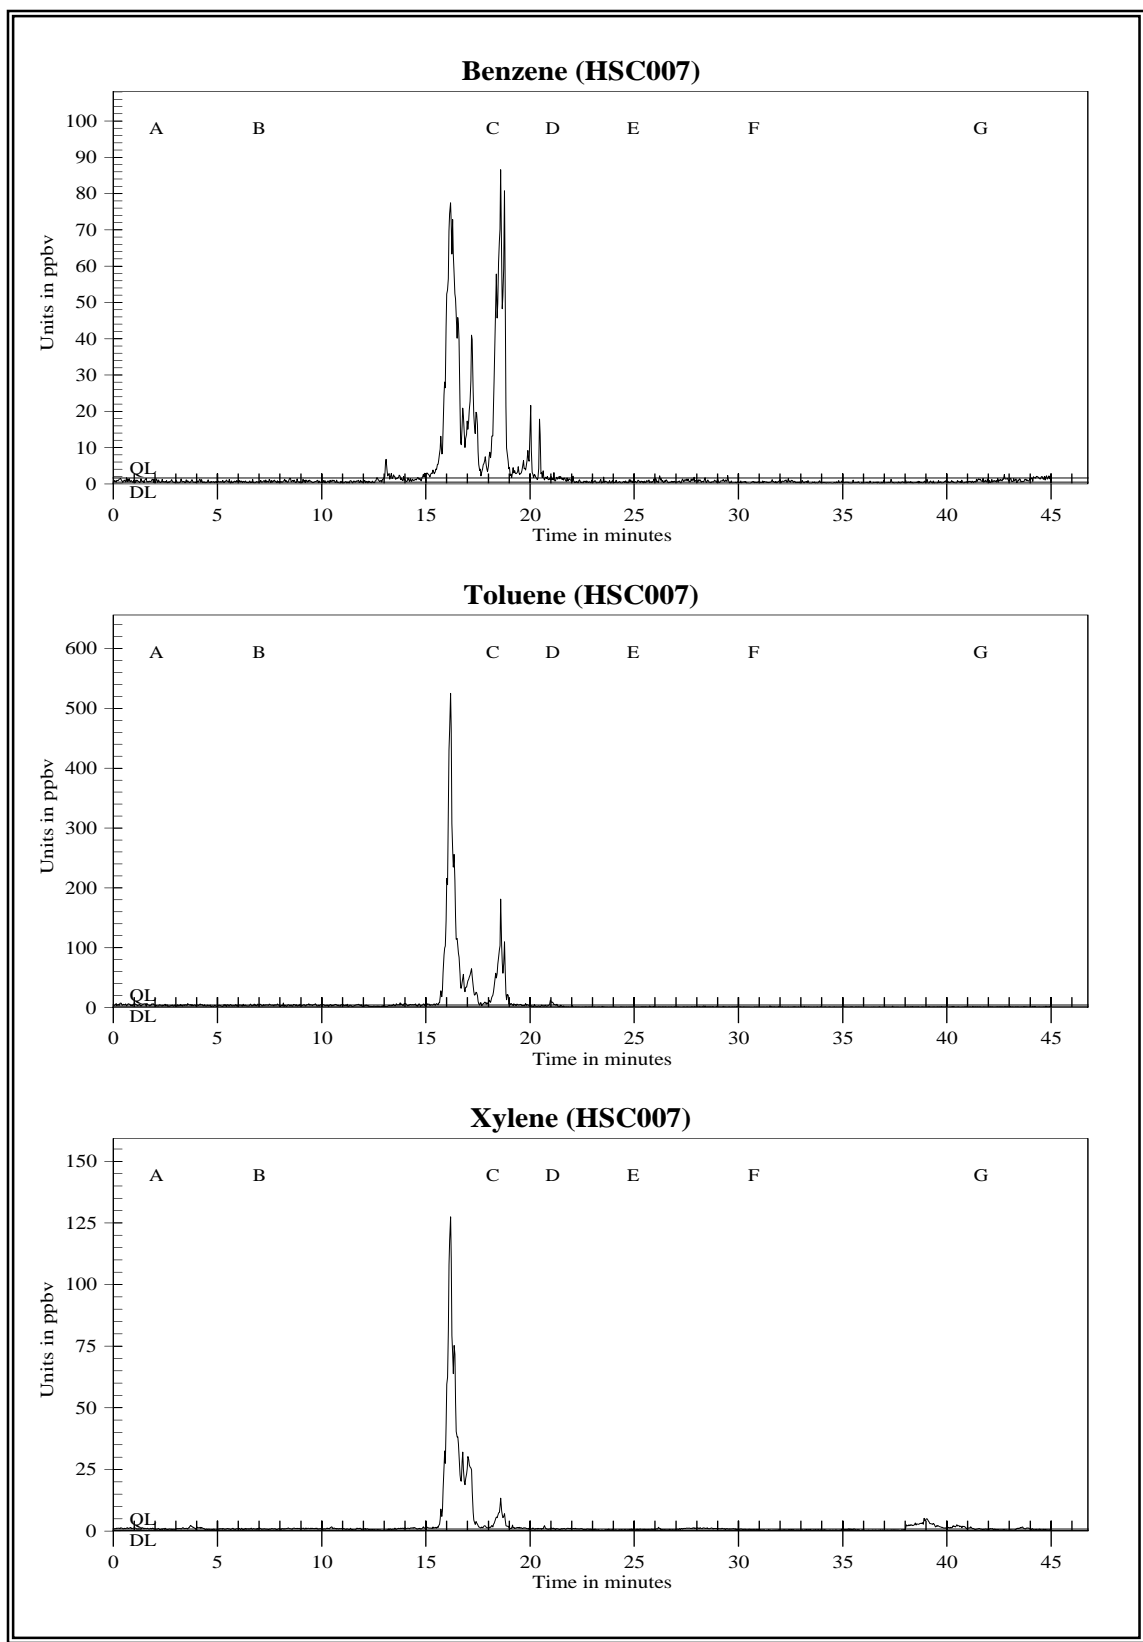 Benzene (HSC007)
A B C D E F G
100
90
80
70
60
50
40
30
20
10
0
Units in ppbv
QL
DL
0 5 10 15 20 25 30 35 40 45
Time in minutes
Toluene (HSC007)
A B C D E F G
600
500
400
300
200
100
0
Units in ppbv
QL
DL
0 5 10 15 20 25 30 35 40 45
Time in minutes
Xylene (HSC007)
A B C D E F G
150
125
100
75
50
25
0
Units in ppbv
QL
DL
0 5 10 15 20 25 30 35 40 45
Time in minutes